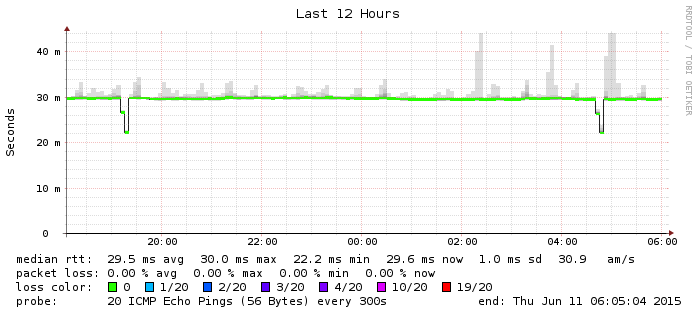 Last 12 Hours
RRDTOOL / TOBI OETIKER
Seconds
40 m
30 m
20 m
10 m
0
20:00 22:00 00:00 02:00 04:00 06:00
median rtt: 29.5 ms avg 30.0 ms max 22.2 ms min 29.6 ms now 1.0 ms sd 30.9 am/s
packet loss: 0.00 % avg 0.00 % max 0.00 % min 0.00 % now
loss color: 0 1/20 2/20 3/20 4/20 10/20 19/20
probe: 20 ICMP Echo Pings (56 Bytes) every 300s end: Thu Jun 11 06:05:04 2015